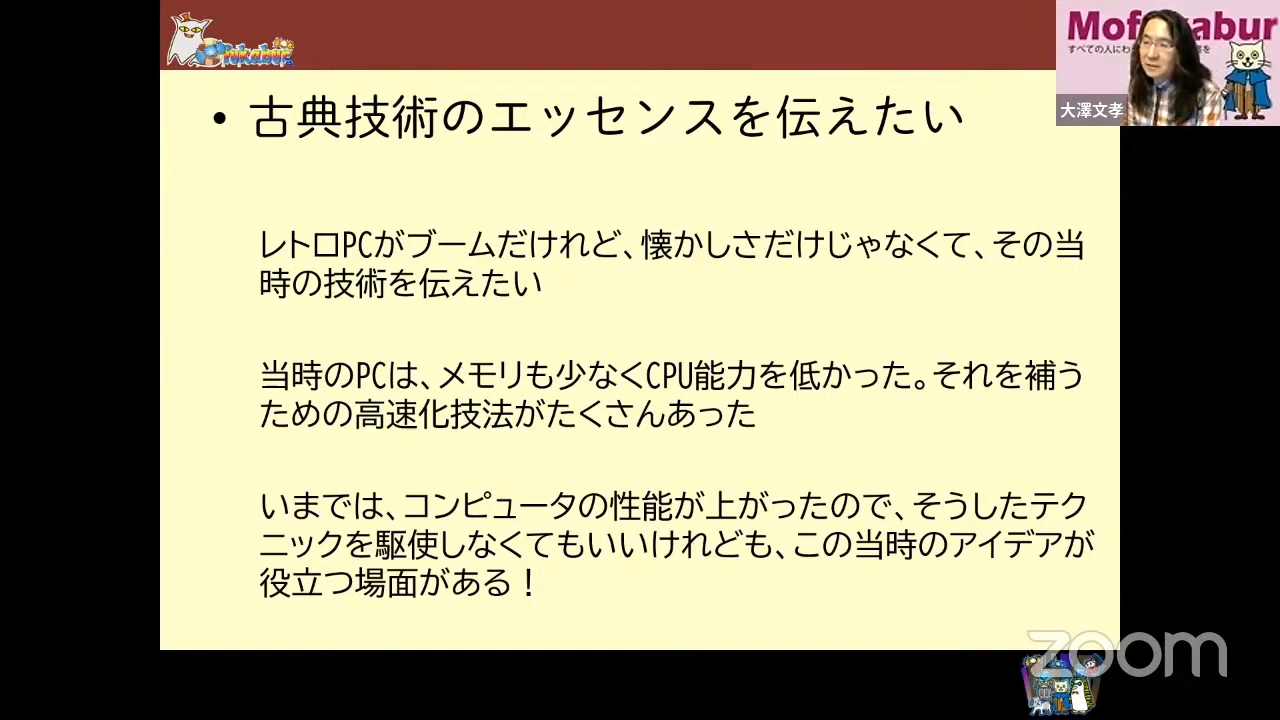 Mofukabur
すべての人にわ
大澤文孝
• 古典技術のエッセンスを伝えたい
レトロPCがブームだけれど、懐かしさだけじゃなくて、その当
時の技術を伝えたい
当時のPCは、メモリも少なくCPU能力を低かった。それを補う
ための高速化技法がたくさんあった
いまでは、コンピュータの性能が上がったので、そうしたテク
ニックを駆使しなくてもいいけれども、この当時のアイデアが
役立つ場面がある！
zoom